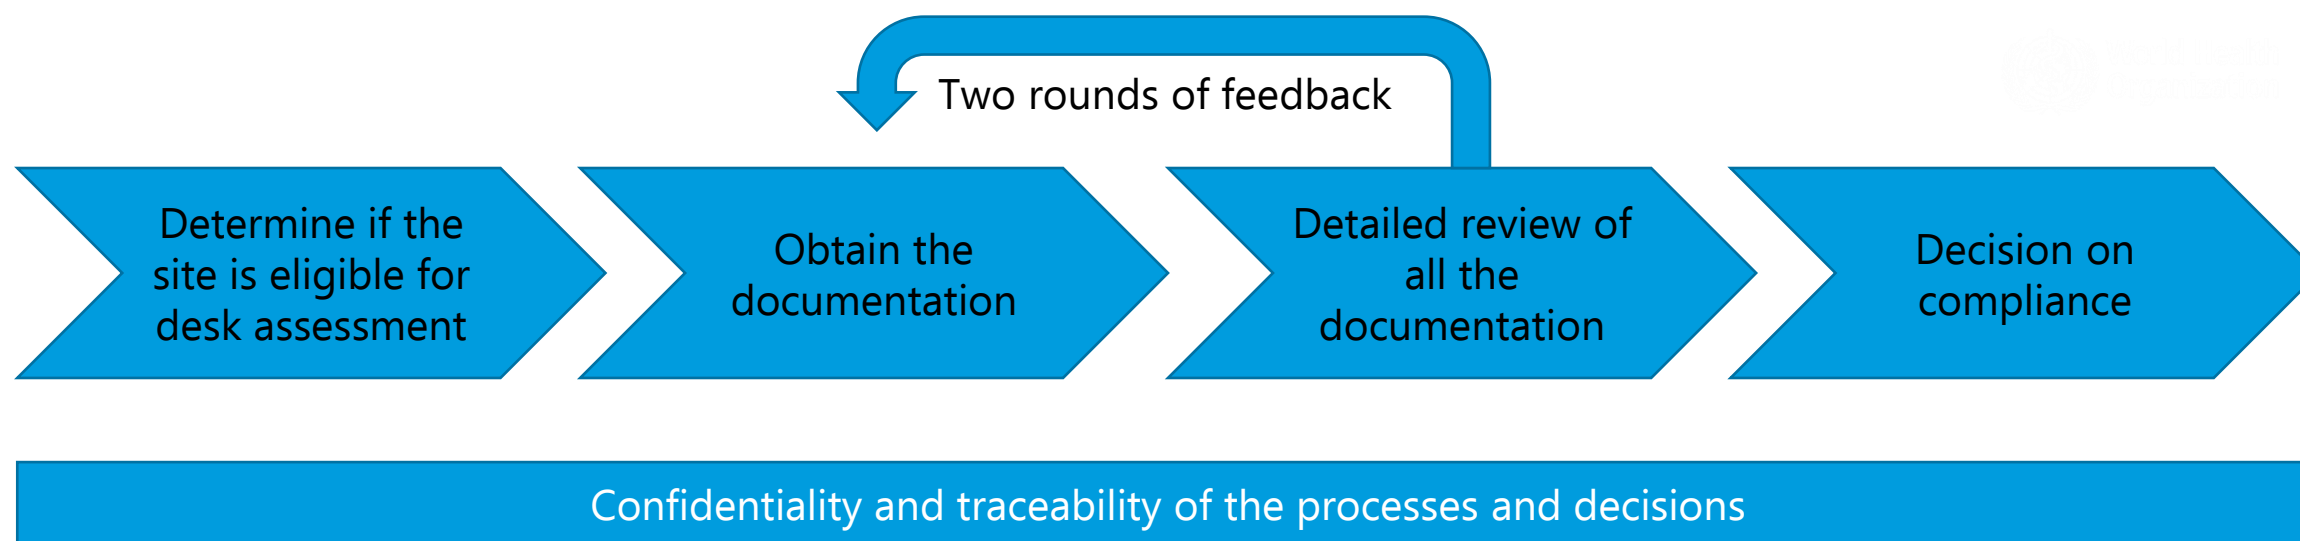 Two rounds of feedback
Determine if the
site is eligible for
desk assessment
Obtain the
documentation
Detailed review of
all the
documentation
Decision on
compliance
Confidentiality and traceability of the processes and decisions